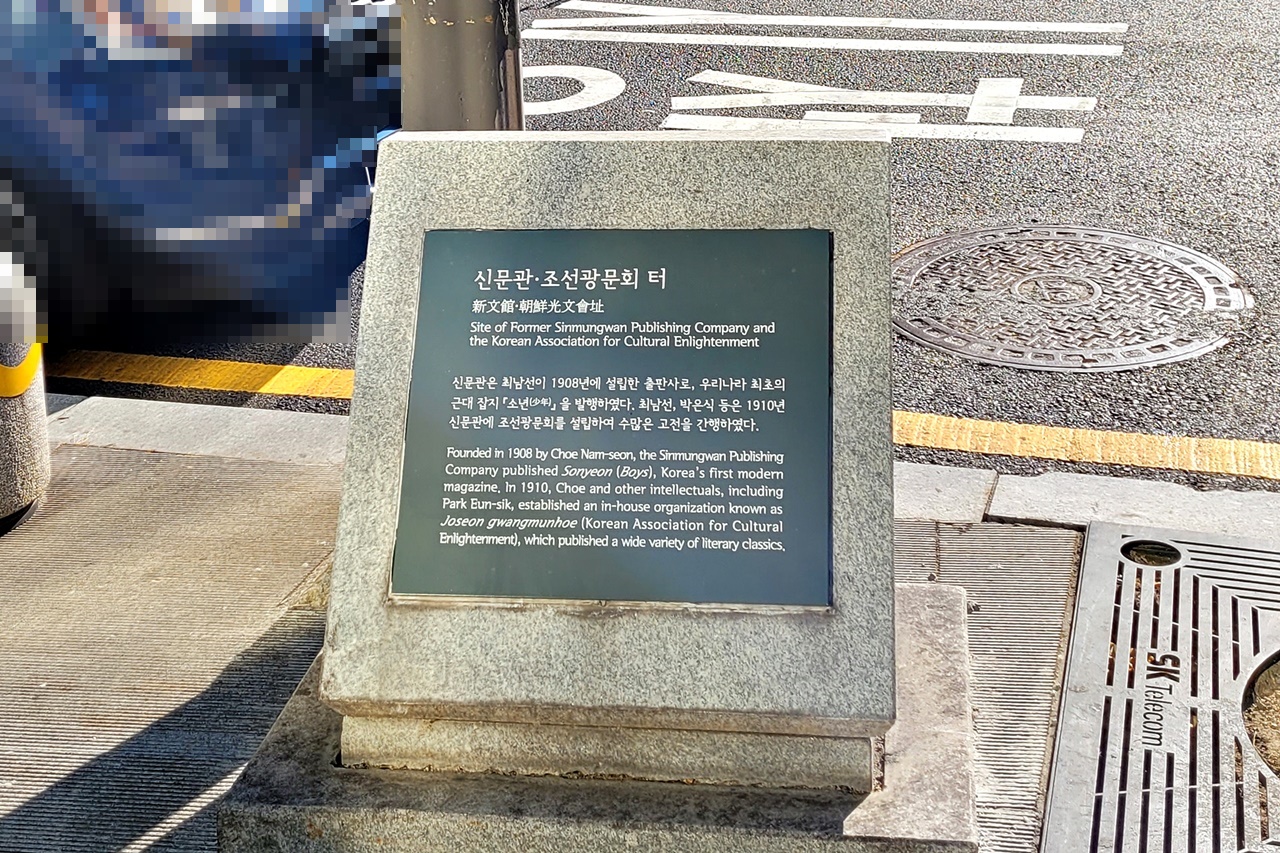 신문관·조선광문회 터
新文館·朝鮮光文會址
Site of Former Sinmungwan Publishing Company and
the Korean Association for Cultural Enlightenment
신문관은 최남선이 1908년에 설립한 출판사로, 우리나라 최초의
근대 잡지 「소년(少年)」을 발행하였다. 최남선, 박은식 등은 1910년
신문관에 조선광문회를 설립하여 수많은 고전을 간행하였다.
Founded in 1908 by Choe Nam-seon, the Sinmungwan Publishing
Company published Sonyeon (Boys), Korea's first modern
magazine. In 1910, Choe and other intellectuals, including
Park Eun-sik, established an in-house organization known as
Joseon gwangmunhoe (Korean Association for Cultural
Enlightenment), which published a wide variety of literary classics.
SK Telecom